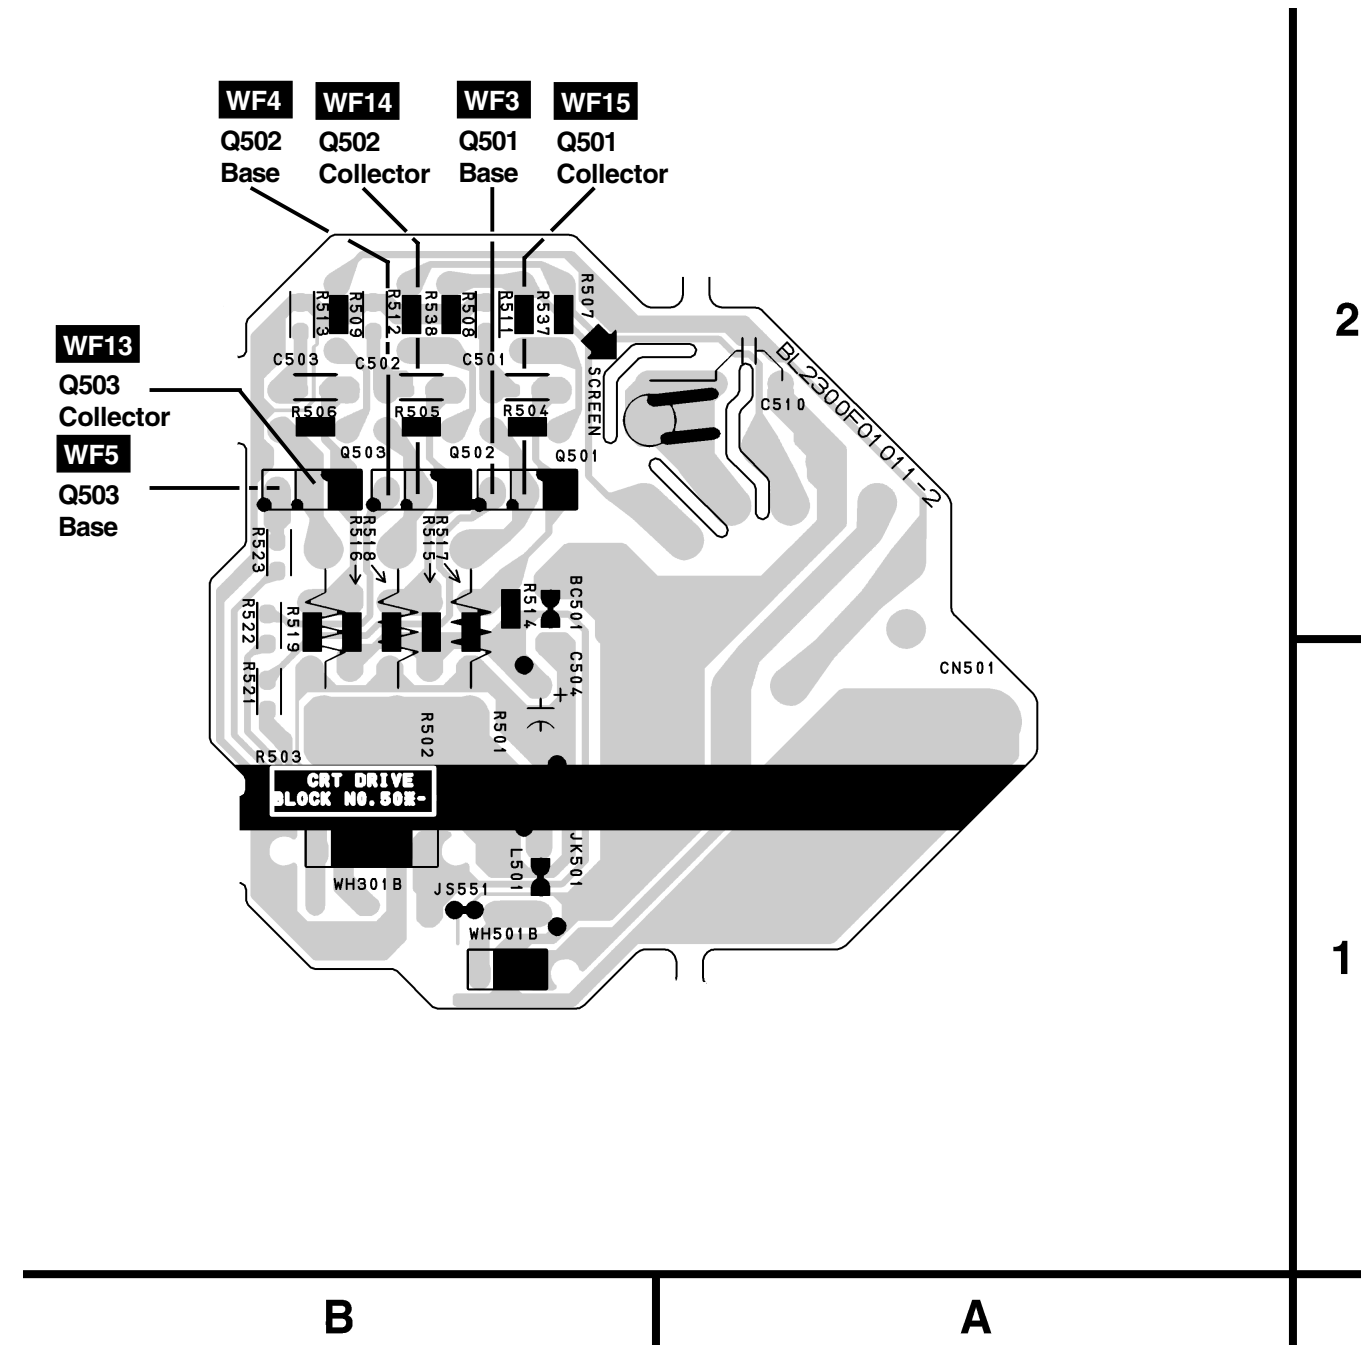 WF4 WF14 WF3 WF15
Q502 Q502 Q501 Q501
Base Collector Base Collector
R507
R513 R509 R512 R538 R508 R511 R537
2
WF13
Q503
Collector
C503 C502 C501
SCREEN
BL2300F01011-2
C510
R506 R505 R504
WF5
Q503
Base
Q503 Q502 Q501
R523 R516 R518 R515 R517
R522 R519 R514 BC501
R521 C504
+
CN501
R502 R501
R503
CRT DRIVE
BLOCK NO.50※-
L501 JK501
WH301B
JS551
WH501B
1
B A